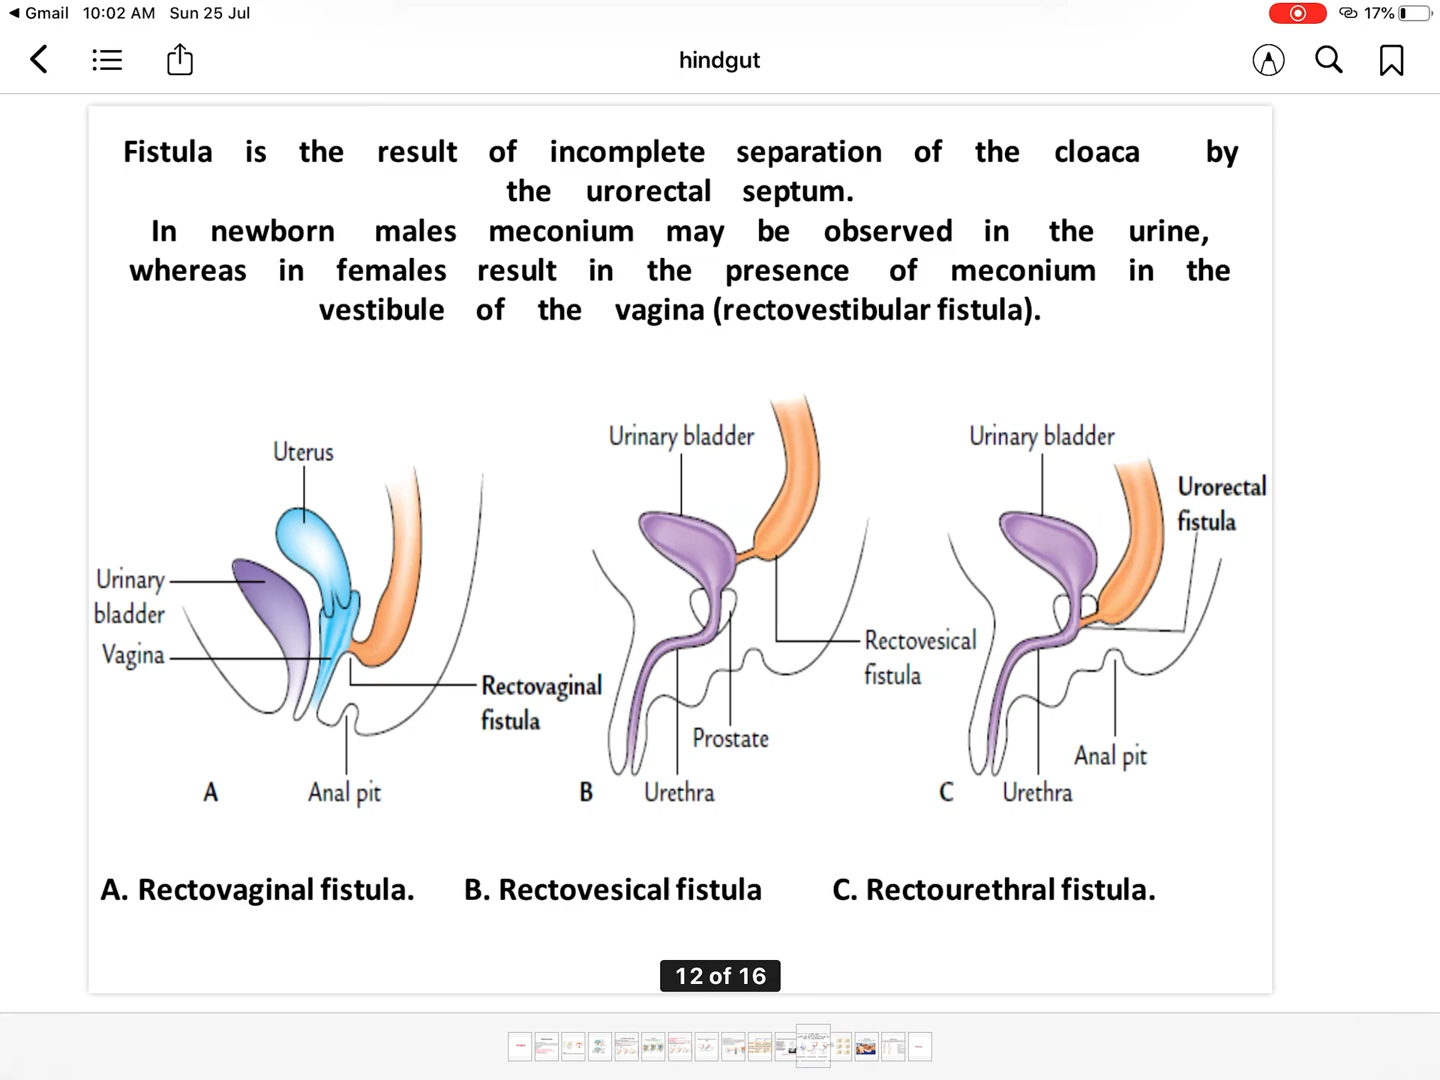 Gmail 10:02 AM Sun 25 Jul 17%
hindgut
Fistula is the result of incomplete separation of the cloaca by
the urorectal septum.
In newborn males meconium may be observed in the urine,
whereas in females result in the presence of meconium in the
vestibule of the vagina (rectovestibular fistula).
Uterus
Urinary
bladder
Vagina
Rectovaginal
fistula
A
Anal pit
Urinary bladder
Rectovesical
fistula
Prostate
B
Urethra
Urinary bladder
Urorectal
fistula
Anal pit
C
Urethra
A. Rectovaginal fistula. B. Rectovesical fistula C. Rectourethral fistula.
12 of 16